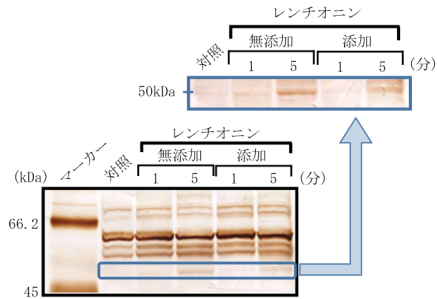 レンチオニン
対照 無添加 添加
1 5 1 5 (分)
50kDa
レンチオニン
(kDa) マーカー 対照 無添加 添加
1 5 1 5 (分)
66.2
45